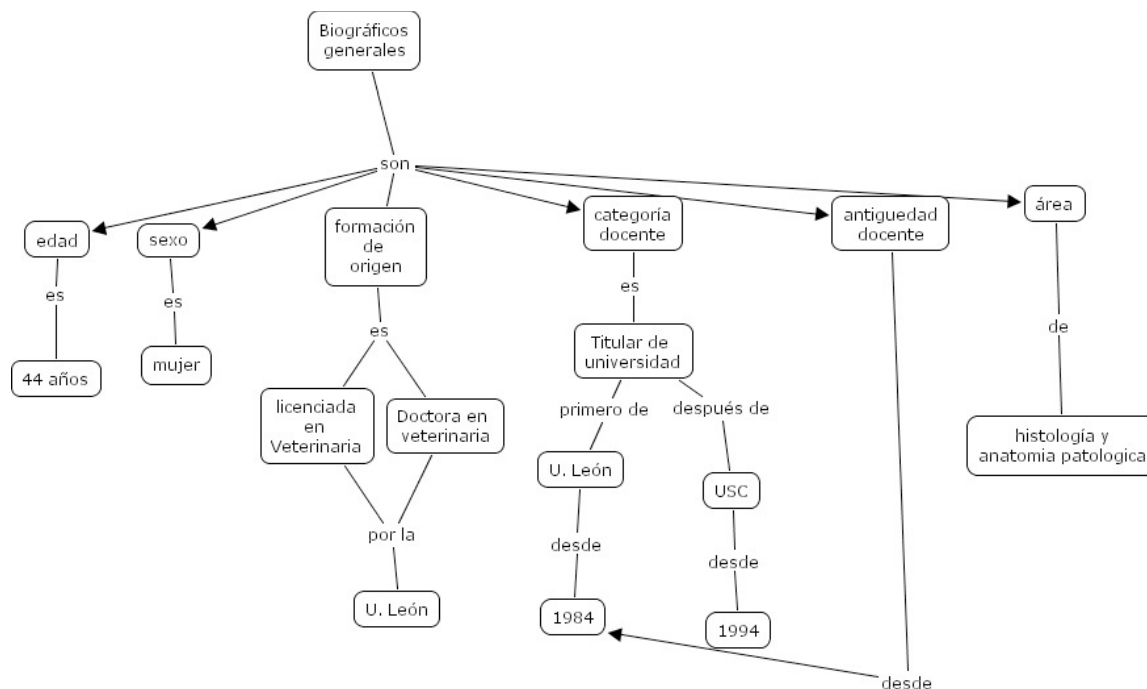 Biográficos
generales
son
edad
sexo
formación
de
origen
categoría
docente
antiguedad
docente
área
es
es
es
es
de
44 años
mujer
licenciada
en
Veterinaria
Doctora en
veterinaria
Titular de
universidad
primero de
después de
histología y
anatomia patologica
U. León
USC
por la
desde
desde
U. León
1984
1994
desde